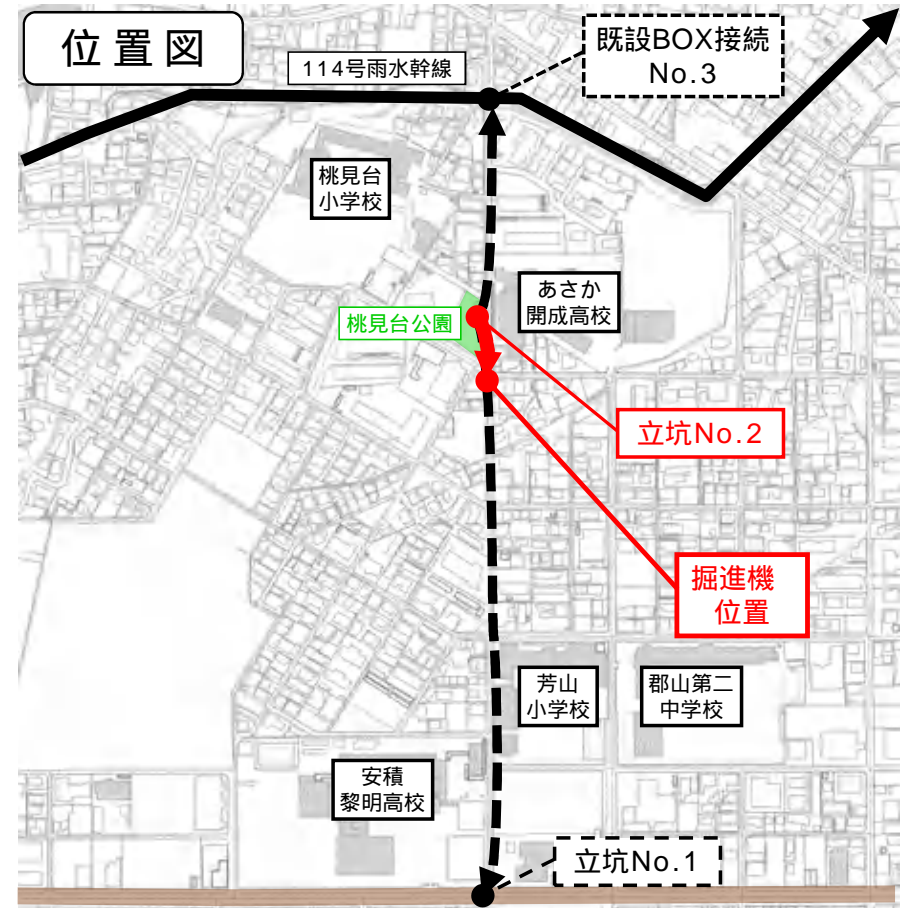 位置図
既設BOX接続
No.3
114号雨水幹線
桃見台
小学校
あさか
開成高校
桃見台公園
立坑No.2
掘進機
位置
芳山
小学校
郡山第二
中学校
安積
黎明高校
立坑No.1